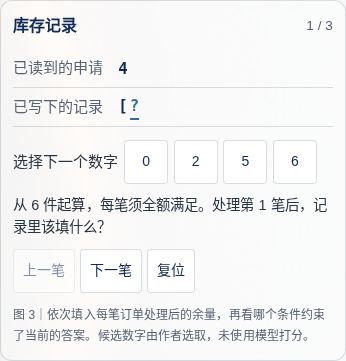 库存记录 1 / 3
已读到的申请 4
已写下的记录 [ ?
选择下一个数字 0 2 5 6
从 6 件起算，每笔须全额满足。处理第 1 笔后，记
录里该填什么？
上一笔 下一笔 复位
图 3｜依次填入每笔订单处理后的余量，再看哪个条件约束
了当前的答案。候选数字由作者选取，未使用模型打分。